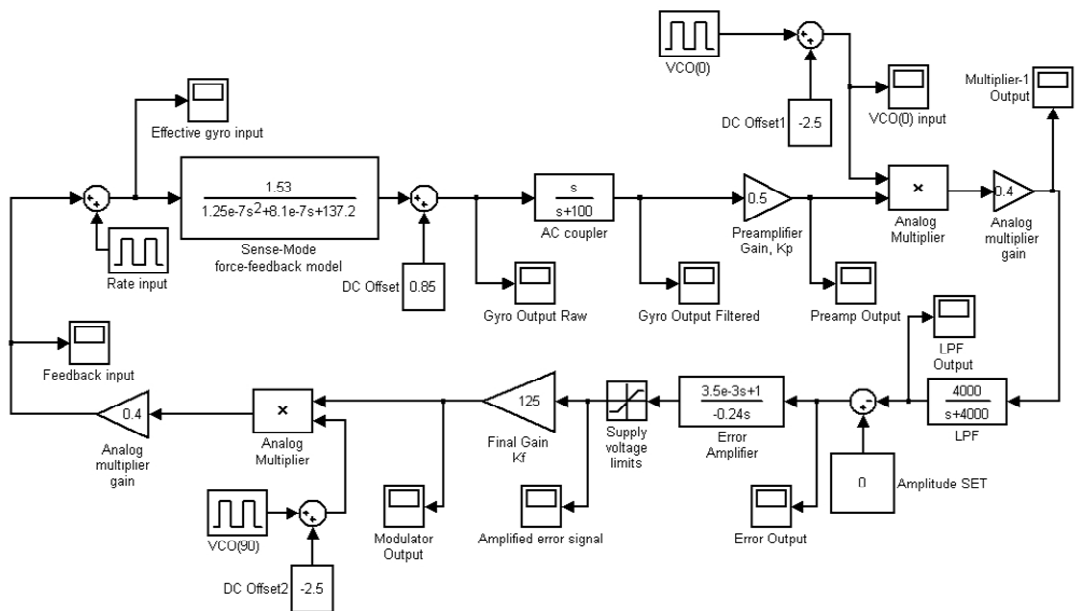 VCO(0)
DC Offset1
-2.5
VCO(0) input
Multiplier-1
Output
Effective gyro input
1.53
1.25e-7s²+8.1e-7s+137.2
Sense-Mode
force-feedback model
Rate input
DC Offset
0.85
s
s+100
AC coupler
0.5
Preamplifier
Gain, Kp
×
Analog
Multiplier
0.4
Analog
multiplier
gain
Gyro Output Raw
Gyro Output Filtered
Preamp Output
LPF
Output
Feedback input
0.4
Analog
multiplier
gain
×
Analog
Multiplier
125
Final Gain
Kf
Supply
voltage
limits
3.5e-3s+1
-0.24s
Error
Amplifier
4000
s+4000
LPF
0
Amplitude SET
VCO(90)
DC Offset2
-2.5
Modulator
Output
Amplified error signal
Error Output